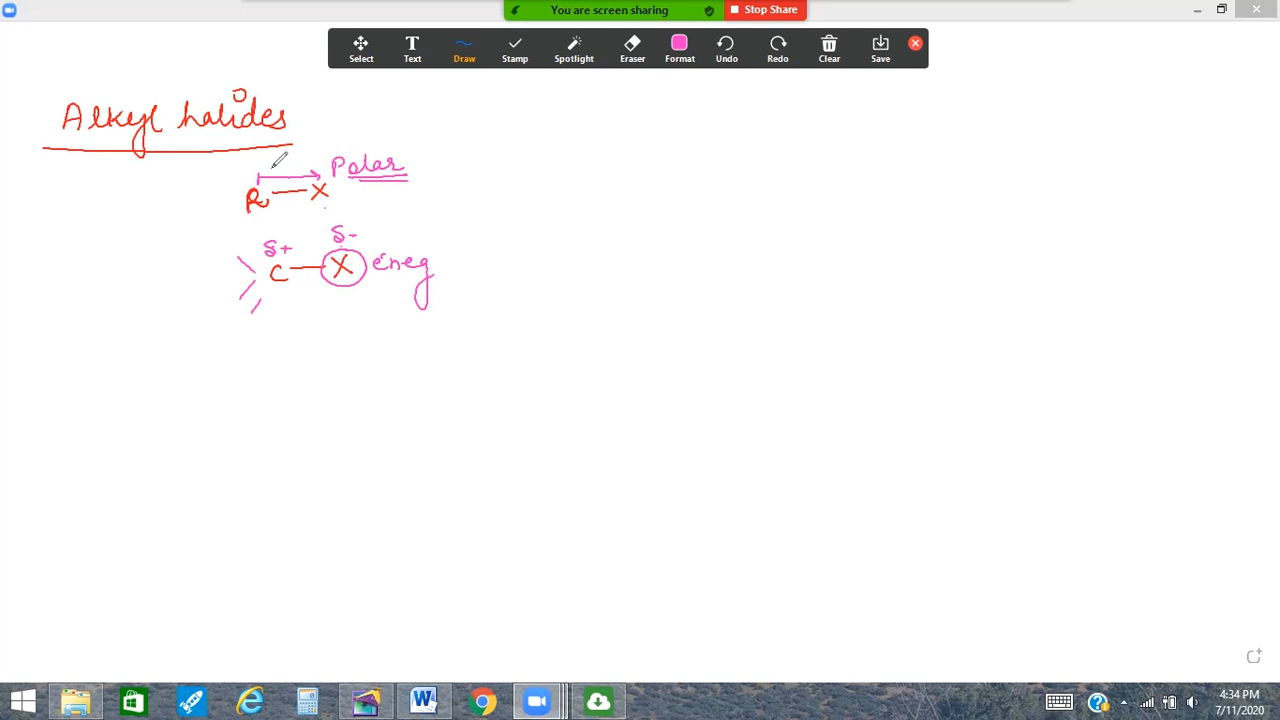 You are screen sharing
Stop Share
Select Text Draw Stamp Spotlight Eraser Format Undo Redo Clear Save
Alkyl halides
Polar
R — X
δ+ δ-
C — X éneg
4:34 PM
7/11/2020